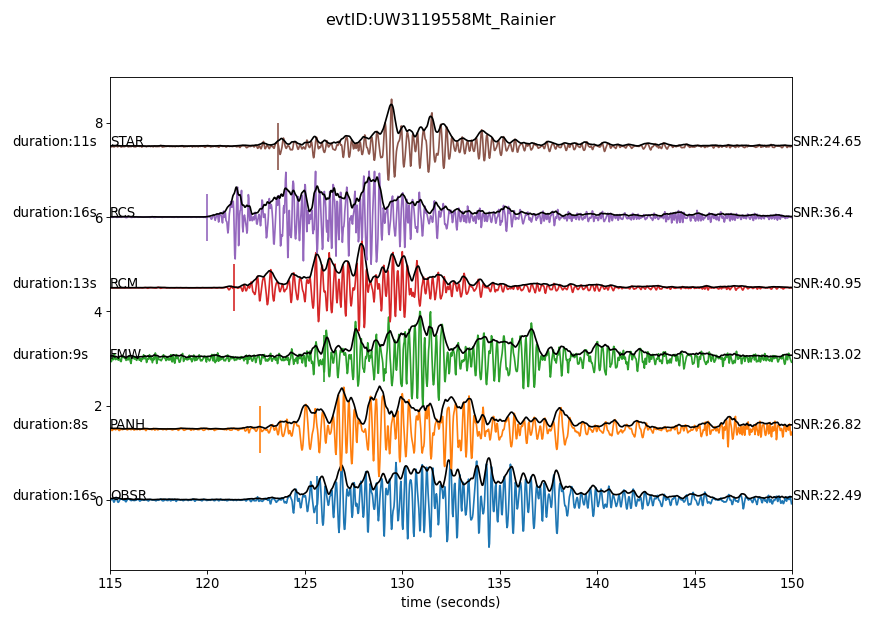 evtID:UW3119558Mt_Rainier
8
duration:11s STAR SNR:24.65
duration:16s RCS SNR:36.4
6
duration:13s RCM SNR:40.95
4
duration:9s FMW SNR:13.02
2
duration:8s PANH SNR:26.82
duration:16s OBSR SNR:22.49
0
115 120 125 130 135 140 145 150
time (seconds)